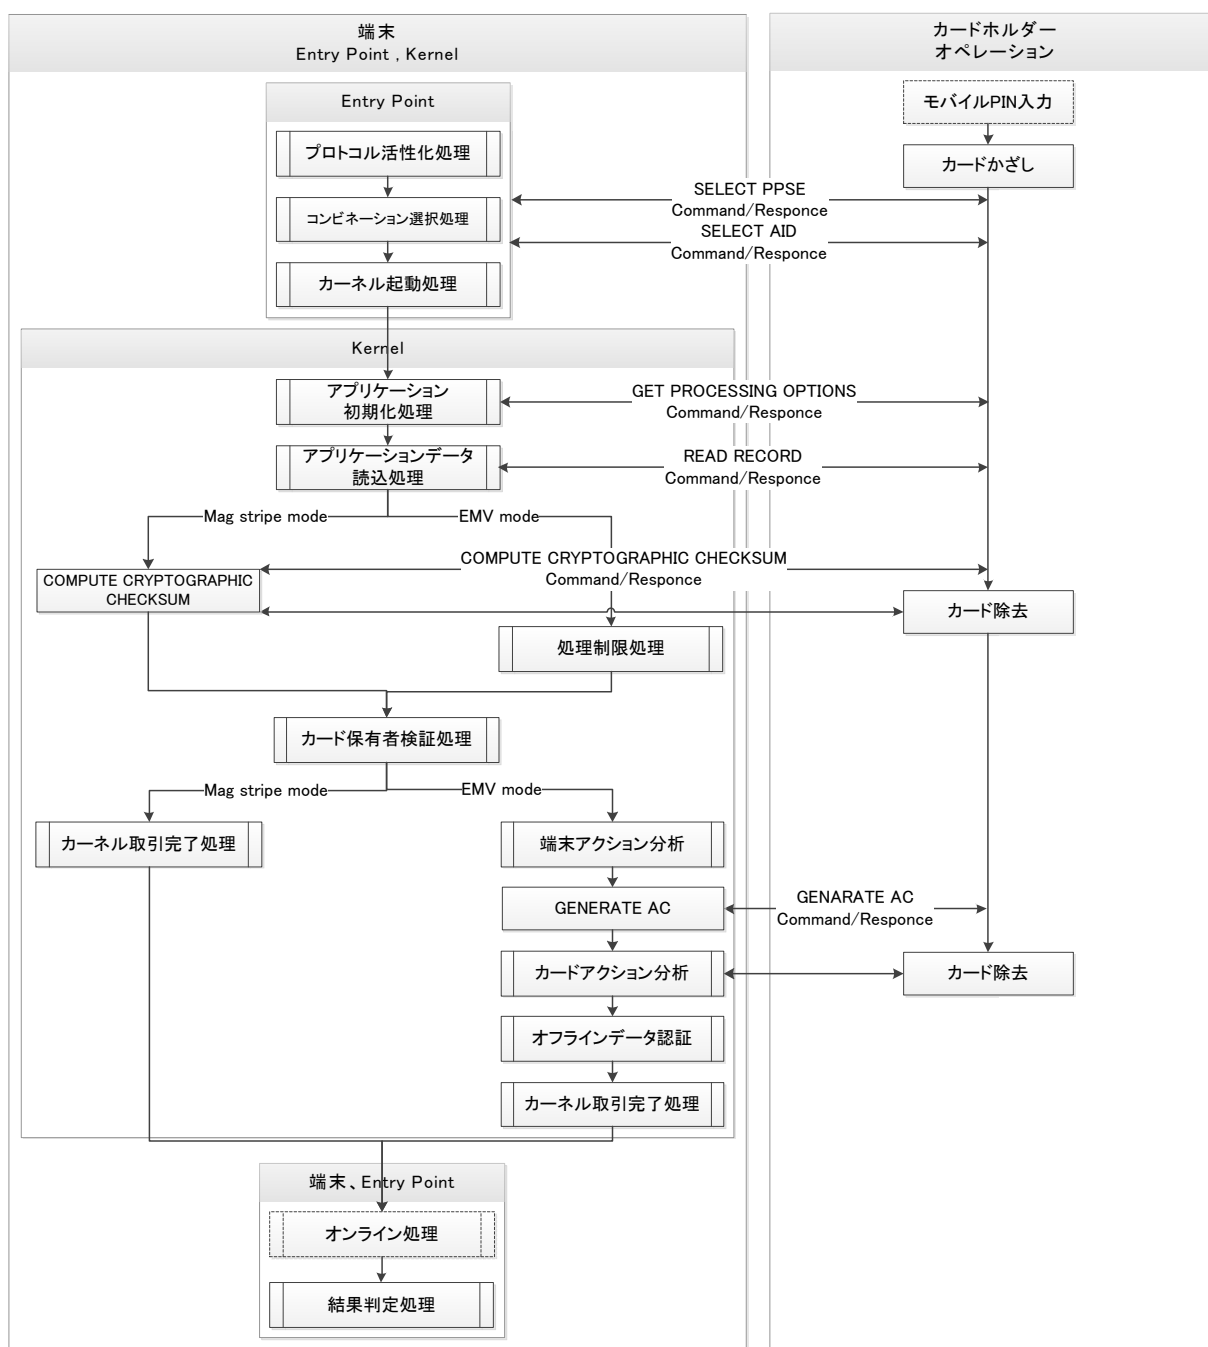 端末
Entry Point , Kernel
カードホルダー
オペレーション
Entry Point
モバイルPIN入力
プロトコル活性化処理
カードかざし
SELECT PPSE
Command/Responce
コンビネーション選択処理
SELECT AID
Command/Responce
カーネル起動処理
Kernel
アプリケーション
初期化処理
GET PROCESSING OPTIONS
Command/Responce
アプリケーションデータ
読込処理
READ RECORD
Command/Responce
Mag stripe mode
EMV mode
COMPUTE CRYPTOGRAPHIC CHECKSUM
Command/Responce
COMPUTE CRYPTOGRAPHIC
CHECKSUM
カード除去
処理制限処理
カード保有者検証処理
Mag stripe mode
EMV mode
カーネル取引完了処理
端末アクション分析
GENERATE AC
GENARATE AC
Command/Responce
カードアクション分析
カード除去
オフラインデータ認証
カーネル取引完了処理
端末、Entry Point
オンライン処理
結果判定処理